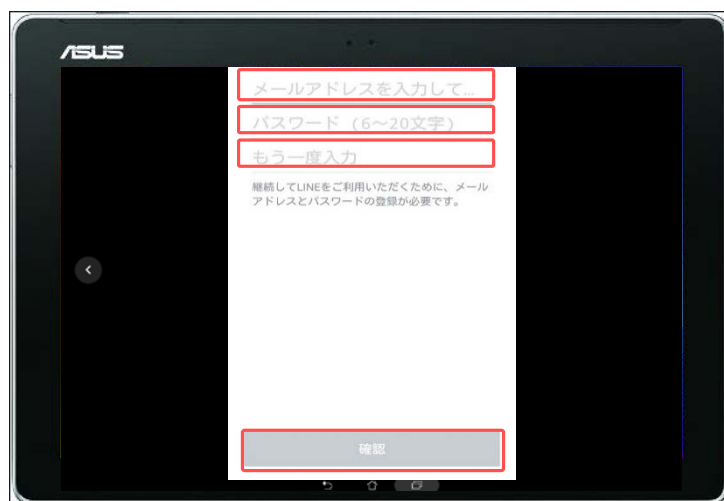 ASUS
メールアドレスを入力して...
パスワード (6〜20文字)
もう一度入力
継続してLINEをご利用いただくために、メール
アドレスとパスワードの登録が必要です。
確認